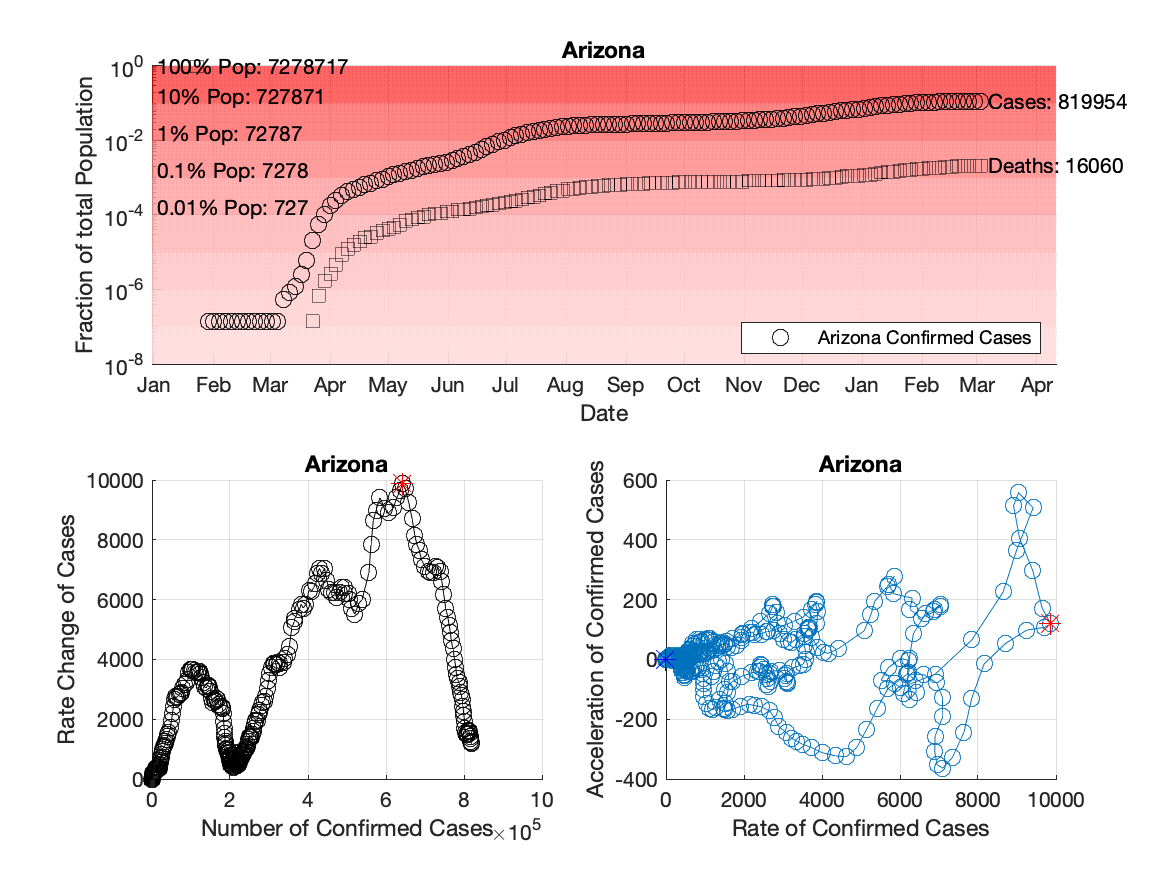 Arizona
Fraction of total Population
10^0
10^-2
10^-4
10^-6
10^-8
100% Pop: 7278717
10% Pop: 727871
1% Pop: 72787
0.1% Pop: 7278
0.01% Pop: 727
Cases: 819954
Deaths: 16060
Arizona Confirmed Cases
Jan Feb Mar Apr May Jun Jul Aug Sep Oct Nov Dec Jan Feb Mar Apr
Date
Arizona
Rate Change of Cases
10000
8000
6000
4000
2000
0
0 2 4 6 8 10
Number of Confirmed Cases ×10^5
Arizona
Acceleration of Confirmed Cases
600
400
200
0
-200
-400
0 2000 4000 6000 8000 10000
Rate of Confirmed Cases